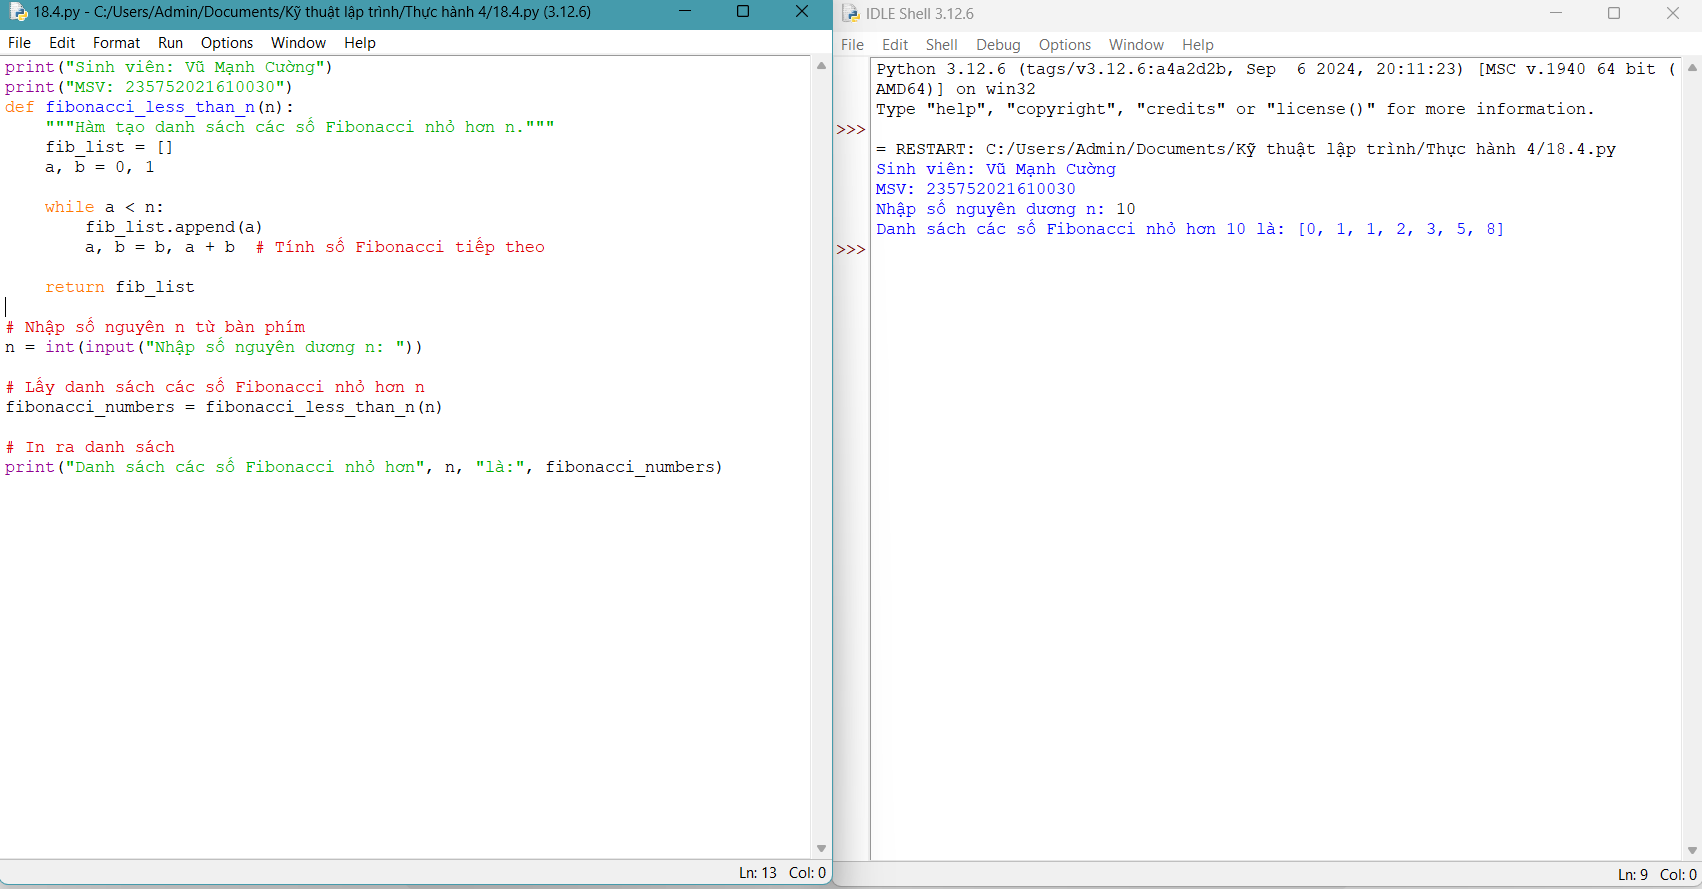 18.4.py - C:/Users/Admin/Documents/Kỹ thuật lập trình/Thực hành 4/18.4.py (3.12.6)
File Edit Format Run Options Window Help
print("Sinh viên: Vũ Mạnh Cường")
print("MSV: 235752021610030")
def fibonacci_less_than_n(n):
    """Hàm tạo danh sách các số Fibonacci nhỏ hơn n."""
    fib_list = []
    a, b = 0, 1
    while a < n:
        fib_list.append(a)
        a, b = b, a + b  # Tính số Fibonacci tiếp theo
    return fib_list
# Nhập số nguyên n từ bàn phím
n = int(input("Nhập số nguyên dương n: "))
# Lấy danh sách các số Fibonacci nhỏ hơn n
fibonacci_numbers = fibonacci_less_than_n(n)
# In ra danh sách
print("Danh sách các số Fibonacci nhỏ hơn", n, "là:", fibonacci_numbers)
Ln: 13 Col: 0
IDLE Shell 3.12.6
File Edit Shell Debug Options Window Help
Python 3.12.6 (tags/v3.12.6:a4a2d2b, Sep  6 2024, 20:11:23) [MSC v.1940 64 bit (
AMD64)] on win32
Type "help", "copyright", "credits" or "license()" for more information.
>>>
= RESTART: C:/Users/Admin/Documents/Kỹ thuật lập trình/Thực hành 4/18.4.py
Sinh viên: Vũ Mạnh Cường
MSV: 235752021610030
Nhập số nguyên dương n: 10
Danh sách các số Fibonacci nhỏ hơn 10 là: [0, 1, 1, 2, 3, 5, 8]
>>>
Ln: 9 Col: 0